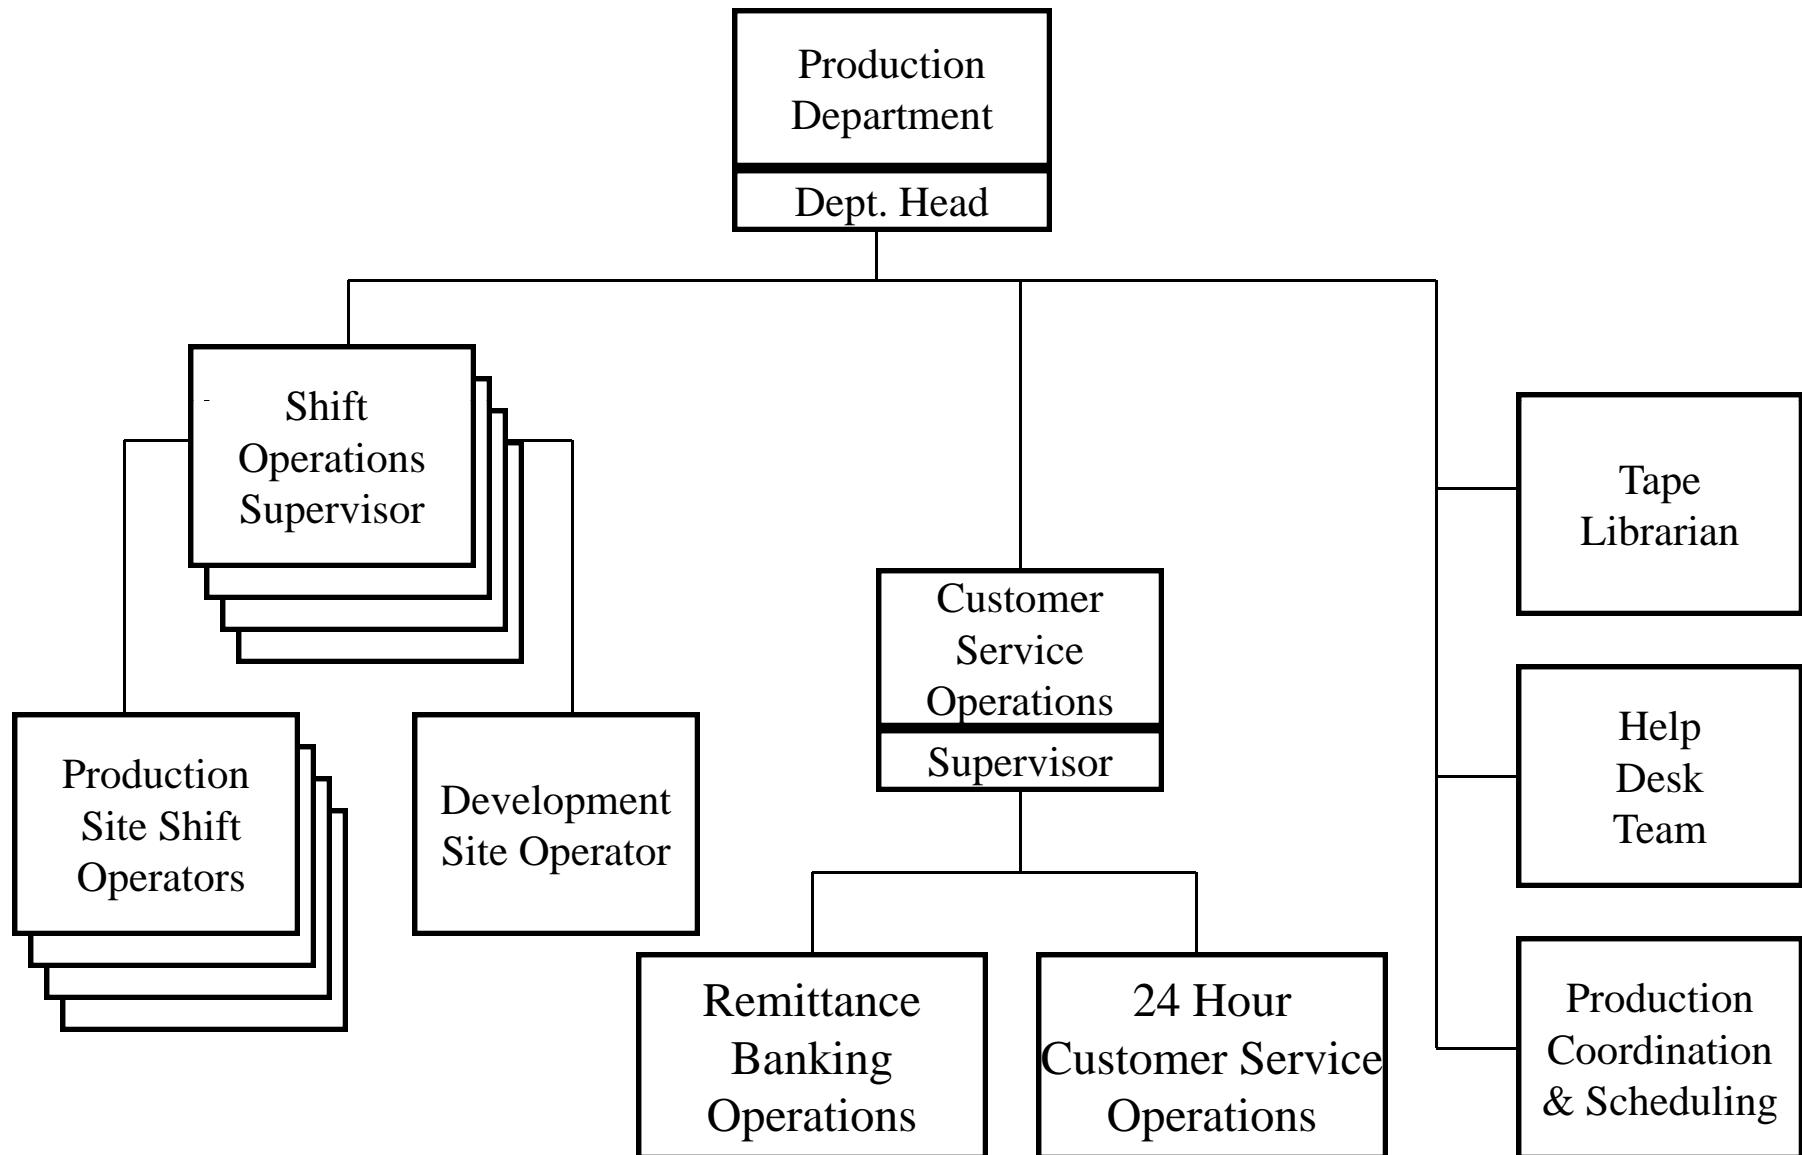 Production
Department
Dept. Head
Shift
Operations
Supervisor
Tape
Librarian
Customer
Service
Operations
Supervisor
Production
Site Shift
Operators
Development
Site Operator
Help
Desk
Team
Remittance
Banking
Operations
24 Hour
Customer Service
Operations
Production
Coordination
& Scheduling